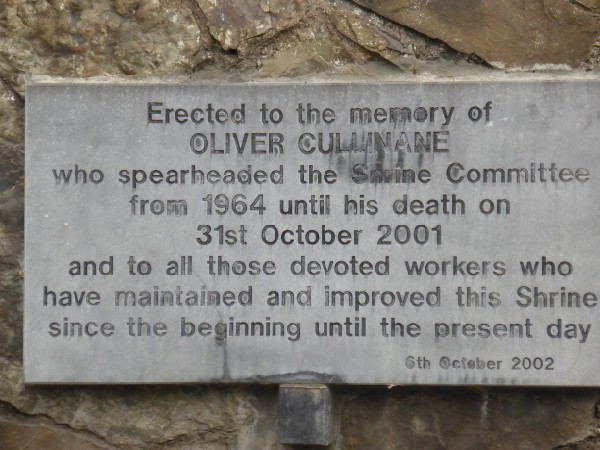 Erected to the memory of
OLIVER CULLINANE
who spearheaded the Shrine Committee
from 1964 until his death on
31st October 2001
and to all those devoted workers who
have maintained and improved this Shrine
since the beginning until the present day
6th October 2002